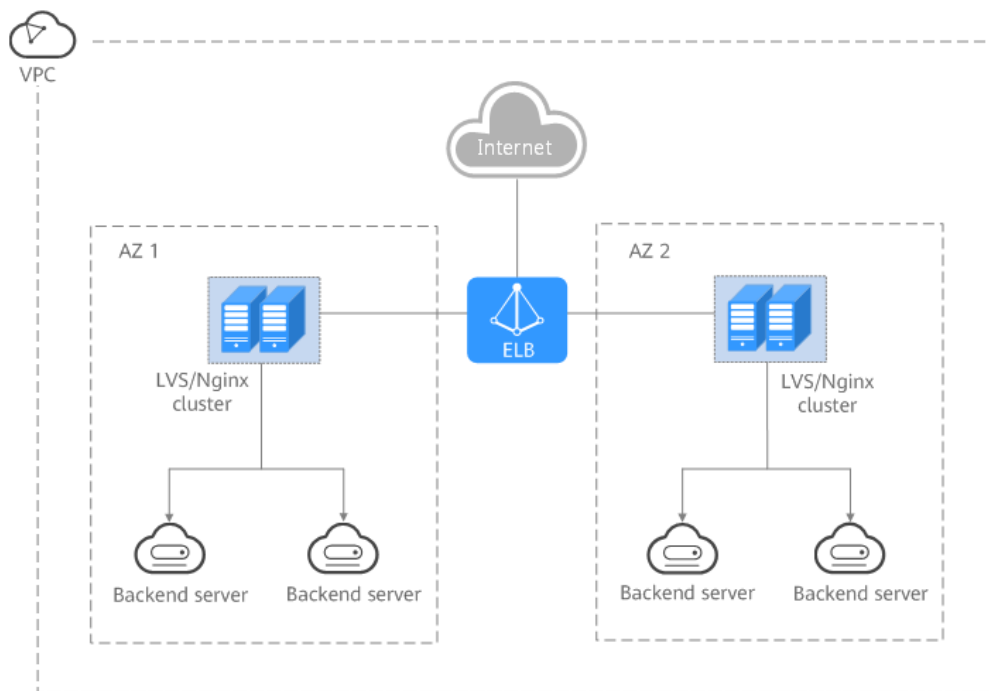 VPC
Internet
AZ 1
AZ 2
ELB
LVS/Nginx
cluster
LVS/Nginx
cluster
Backend server
Backend server
Backend server
Backend server